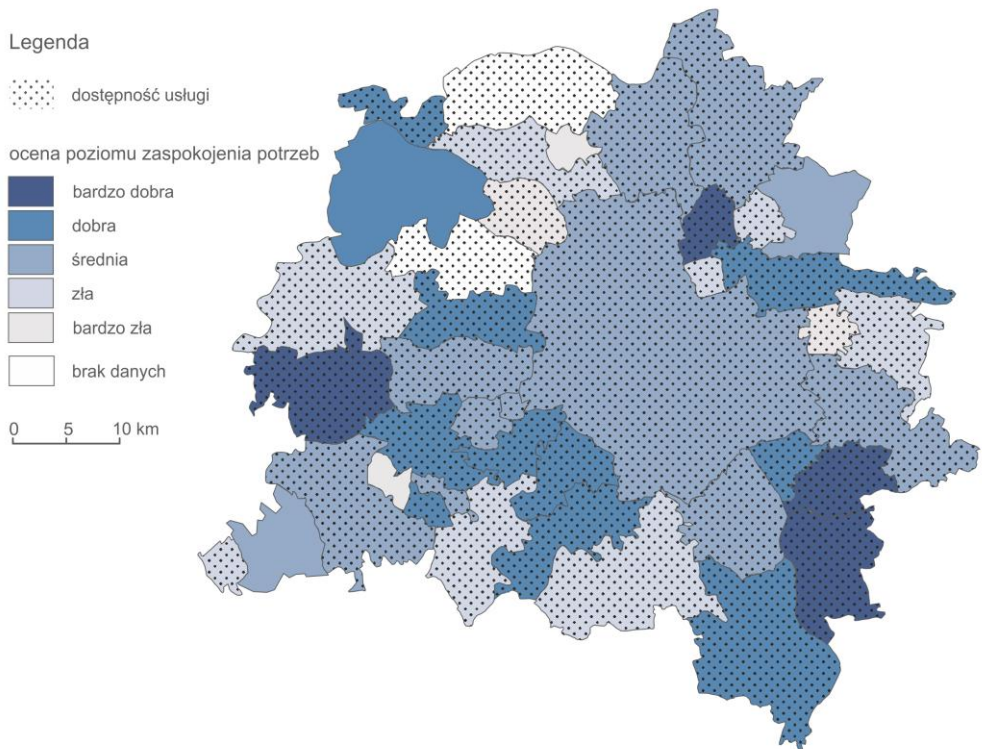 Legenda
dostępność usługi
ocena poziomu zaspokojenia potrzeb
bardzo dobra
dobra
średnia
zła
bardzo zła
brak danych
0 5 10 km